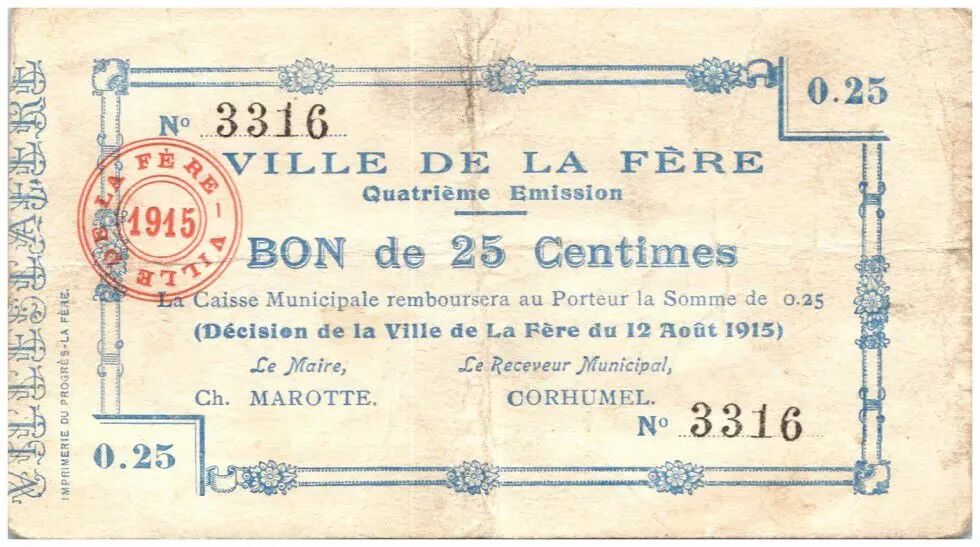 0.25
Nº 3316
VILLE DE LA FÈRE
Quatrième Emission
VILLE DE LA FÈRE
1915
BON de 25 Centimes
La Caisse Municipale remboursera au Porteur la Somme de 0.25
(Décision de la Ville de La Fère du 12 Août 1915)
Le Maire, Le Receveur Municipal,
Ch. MAROTTE. CORHUMEL.
Nº 3316
0.25
VILLE DE LA FÈRE
IMPRIMERIE DU PROGRÈS-LA FÈRE.